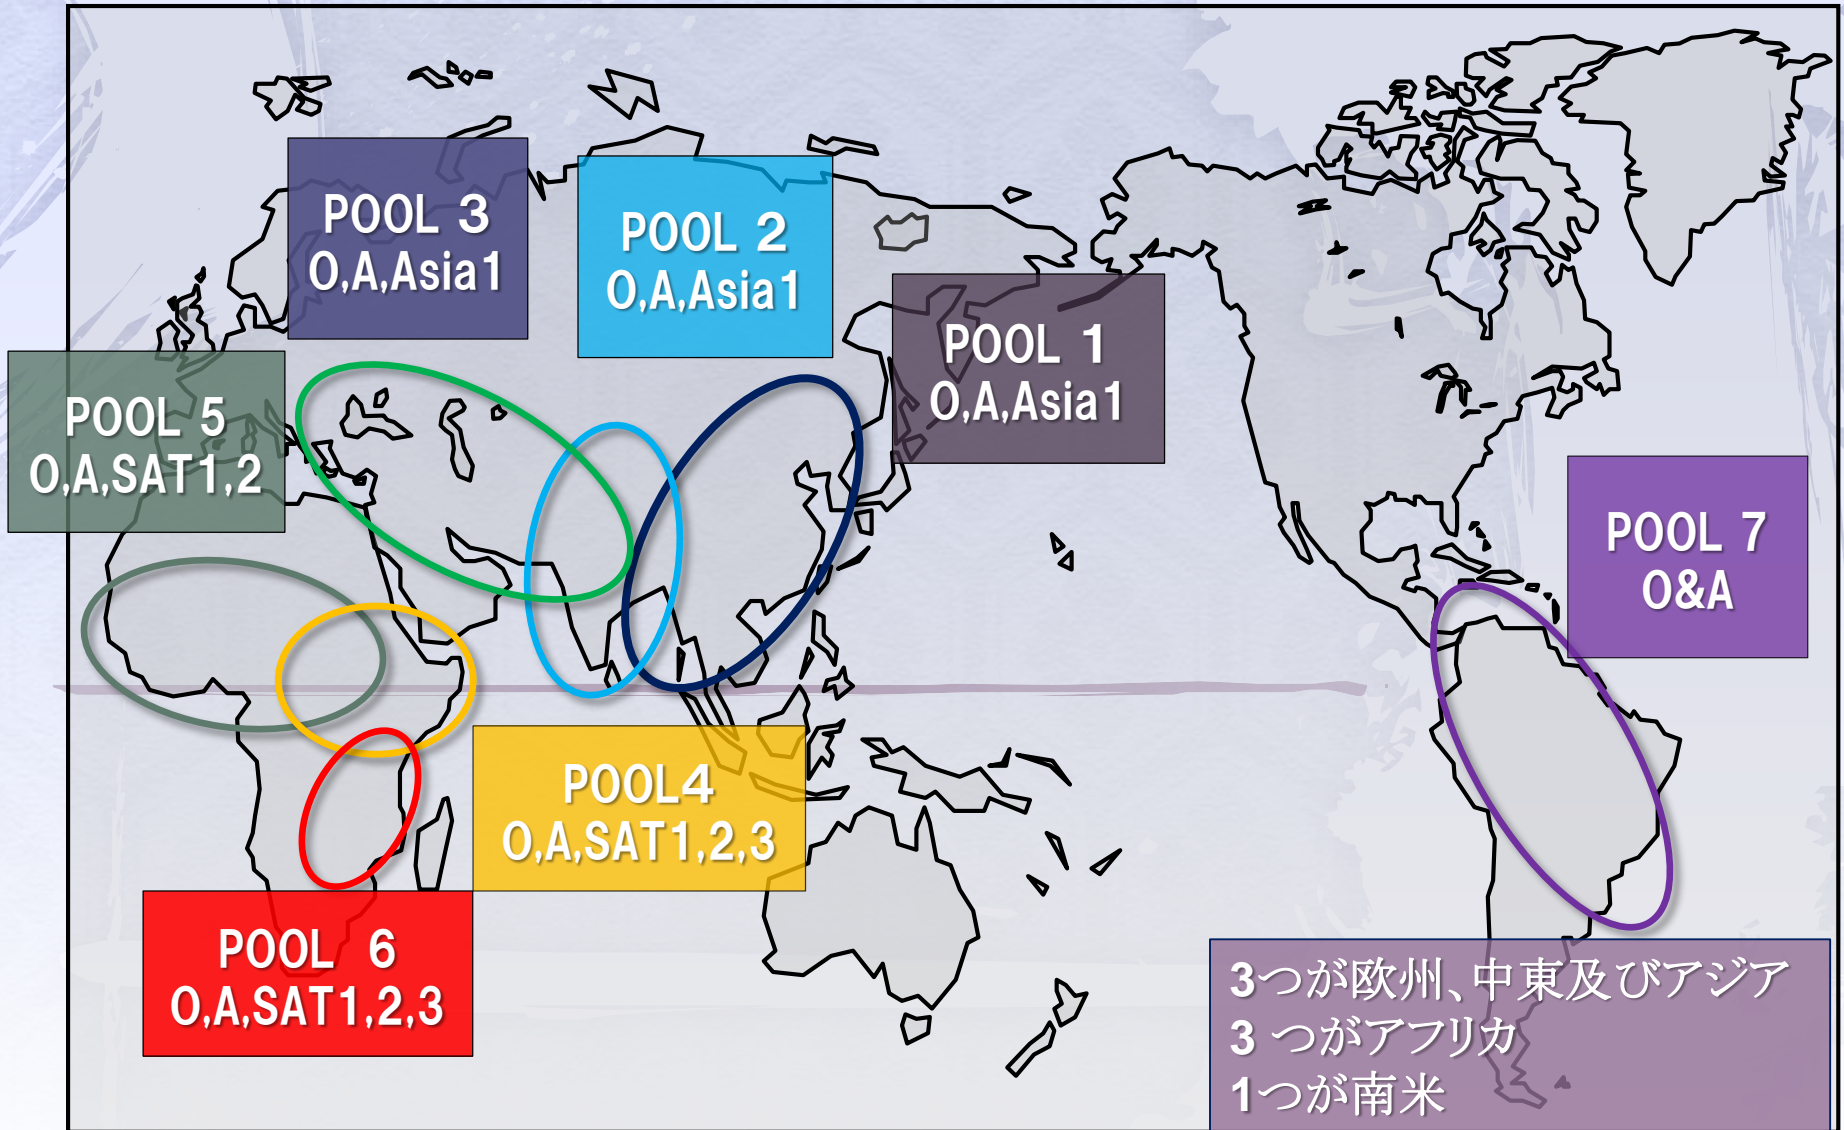 POOL 3
O,A,Asia1
POOL 2
O,A,Asia1
POOL 1
O,A,Asia1
POOL 5
O,A,SAT1,2
POOL 7
O&A
POOL4
O,A,SAT1,2,3
POOL 6
O,A,SAT1,2,3
3つが欧州、中東及びアジア
3 つがアフリカ
1つが南米